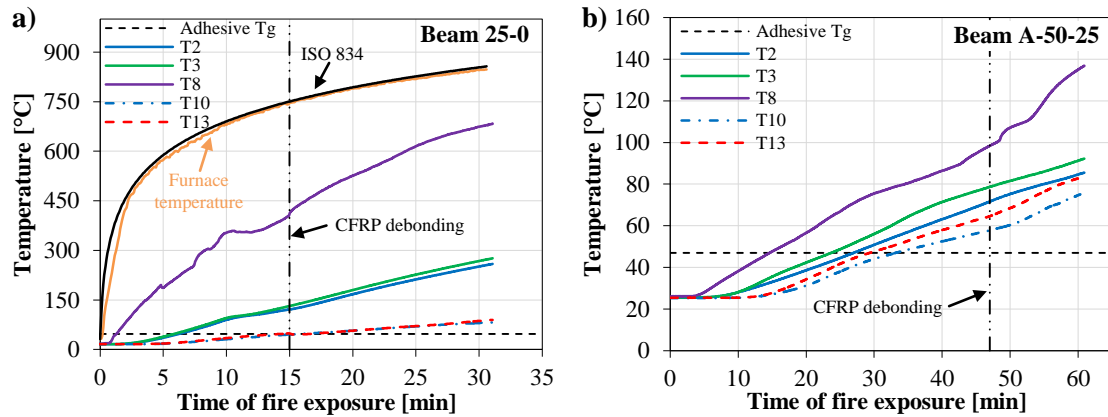 a)
Beam 25-0
Adhesive Tg
T2
T3
T8
T10
T13
ISO 834
Furnace
temperature
CFRP debonding
900
750
600
450
300
150
0
Temperature [°C]
0 5 10 15 20 25 30 35
Time of fire exposure [min]
b)
Beam A-50-25
Adhesive Tg
T2
T3
T8
T10
T13
CFRP debonding
160
140
120
100
80
60
40
20
0
Temperature [°C]
0 10 20 30 40 50 60
Time of fire exposure [min]